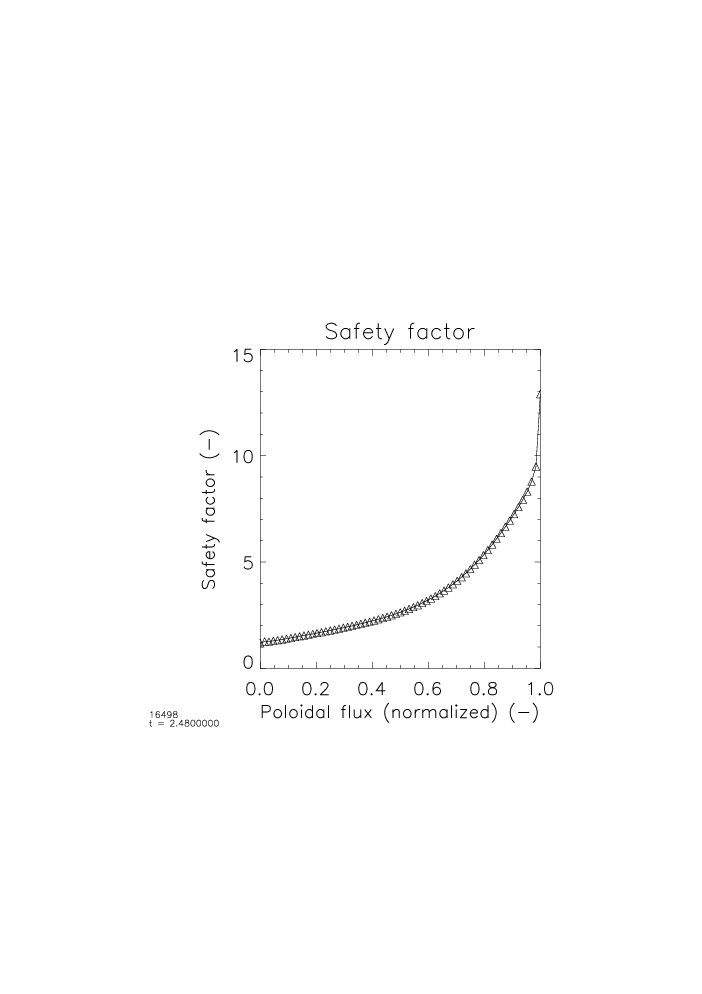 Safety factor
15
10
5
0
Safety factor (−)
0.0 0.2 0.4 0.6 0.8 1.0
Poloidal flux (normalized) (−)
16498
t = 2.4800000